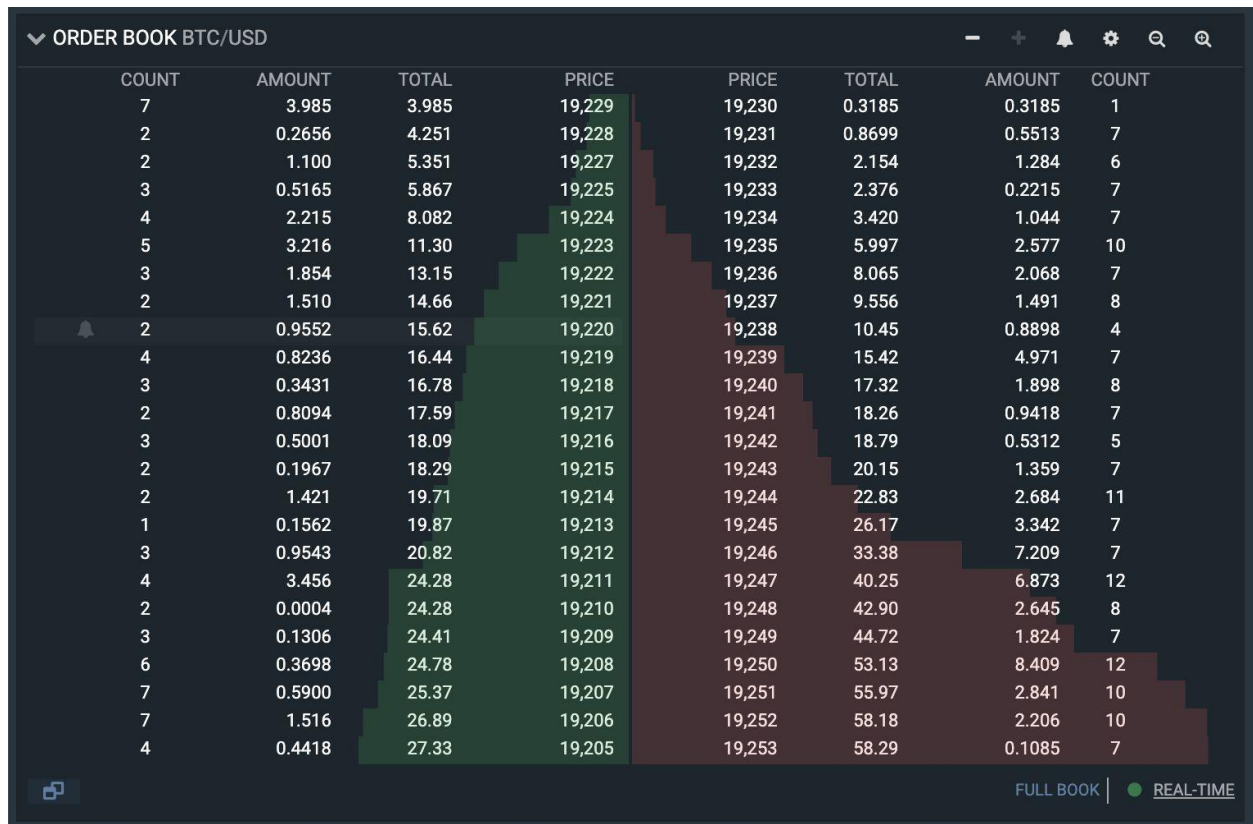 ORDER BOOK BTC/USD
COUNT AMOUNT TOTAL PRICE PRICE TOTAL AMOUNT COUNT
7 3.985 3.985 19,229 19,230 0.3185 0.3185 1
2 0.2656 4.251 19,228 19,231 0.8699 0.5513 7
2 1.100 5.351 19,227 19,232 2.154 1.284 6
3 0.5165 5.867 19,225 19,233 2.376 0.2215 7
4 2.215 8.082 19,224 19,234 3.420 1.044 7
5 3.216 11.30 19,223 19,235 5.997 2.577 10
3 1.854 13.15 19,222 19,236 8.065 2.068 7
2 1.510 14.66 19,221 19,237 9.556 1.491 8
2 0.9552 15.62 19,220 19,238 10.45 0.8898 4
4 0.8236 16.44 19,219 19,239 15.42 4.971 7
3 0.3431 16.78 19,218 19,240 17.32 1.898 8
2 0.8094 17.59 19,217 19,241 18.26 0.9418 7
3 0.5001 18.09 19,216 19,242 18.79 0.5312 5
2 0.1967 18.29 19,215 19,243 20.15 1.359 7
2 1.421 19.71 19,214 19,244 22.83 2.684 11
1 0.1562 19.87 19,213 19,245 26.17 3.342 7
3 0.9543 20.82 19,212 19,246 33.38 7.209 7
4 3.456 24.28 19,211 19,247 40.25 6.873 12
2 0.0004 24.28 19,210 19,248 42.90 2.645 8
3 0.1306 24.41 19,209 19,249 44.72 1.824 7
6 0.3698 24.78 19,208 19,250 53.13 8.409 12
7 0.5900 25.37 19,207 19,251 55.97 2.841 10
7 1.516 26.89 19,206 19,252 58.18 2.206 10
4 0.4418 27.33 19,205 19,253 58.29 0.1085 7
FULL BOOK REAL-TIME